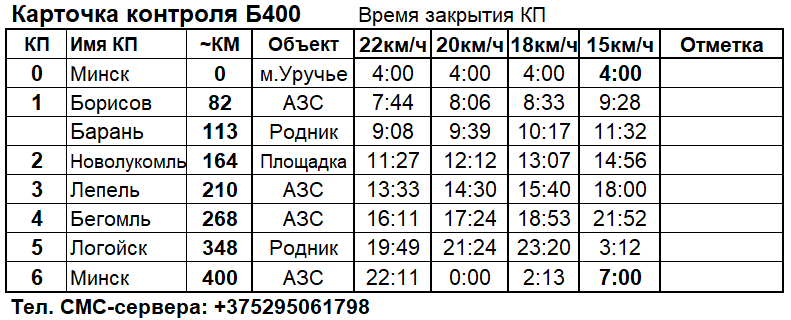 Карточка контроля Б400 Время закрытия КП
КП Имя КП ~КМ Объект 22км/ч 20км/ч 18км/ч 15км/ч Отметка
0 Минск 0 м.Уручье 4:00 4:00 4:00 4:00
1 Борисов 82 АЗС 7:44 8:06 8:33 9:28
Барань 113 Родник 9:08 9:39 10:17 11:32
2 Новолукомль 164 Площадка 11:27 12:12 13:07 14:56
3 Лепель 210 АЗС 13:33 14:30 15:40 18:00
4 Бегомль 268 АЗС 16:11 17:24 18:53 21:52
5 Логойск 348 Родник 19:49 21:24 23:20 3:12
6 Минск 400 АЗС 22:11 0:00 2:13 7:00
Тел. СМС-сервера: +375295061798